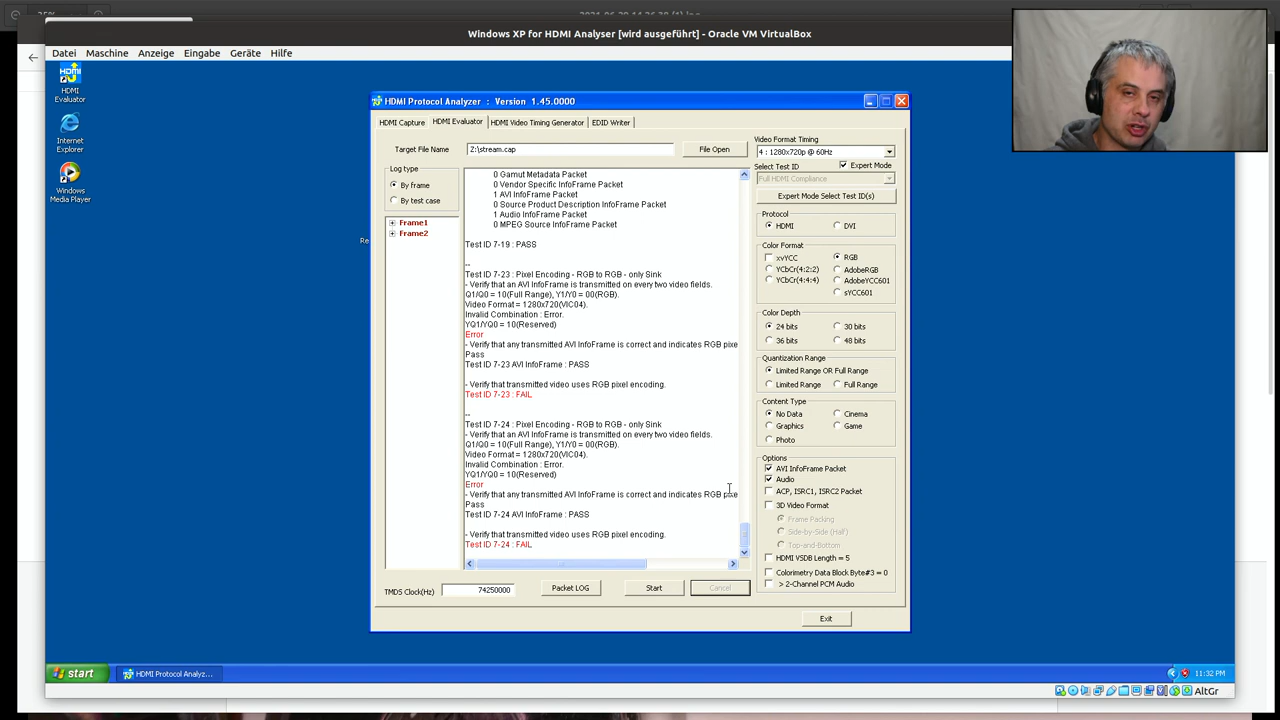 Windows XP for HDMI Analyser [wird ausgeführt] - Oracle VM VirtualBox
Datei Maschine Anzeige Eingabe Geräte Hilfe
HDMI
Evaluator
Internet
Explorer
Windows
Media Player
Re
HDMI Protocol Analyzer : Version 1.45.0000
HDMI Capture HDMI Evaluator HDMI Video Timing Generator EDID Writer
Target File Name Z:\stream.cap File Open
Log type
By frame
By test case
Frame1
Frame2
0 Gamut Metadata Packet
0 Vendor Specific InfoFrame Packet
1 AVI InfoFrame Packet
0 Source Product Description InfoFrame Packet
1 Audio InfoFrame Packet
0 MPEG Source InfoFrame Packet
Test ID 7-19 : PASS
--
Test ID 7-23 : Pixel Encoding - RGB to RGB - only Sink
- Verify that an AVI InfoFrame is transmitted on every two video fields.
Q1/Q0 = 10(Full Range), Y1/Y0 = 00(RGB).
Video Format = 1280x720(VIC04).
Invalid Combination : Error.
YQ1/YQ0 = 10(Reserved)
Error
- Verify that any transmitted AVI InfoFrame is correct and indicates RGB pixe
Pass
Test ID 7-23 AVI InfoFrame : PASS
- Verify that transmitted video uses RGB pixel encoding.
Test ID 7-23 : FAIL
--
Test ID 7-24 : Pixel Encoding - RGB to RGB - only Sink
- Verify that an AVI InfoFrame is transmitted on every two video fields.
Q1/Q0 = 10(Full Range), Y1/Y0 = 00(RGB).
Video Format = 1280x720(VIC04).
Invalid Combination : Error.
YQ1/YQ0 = 10(Reserved)
Error
- Verify that any transmitted AVI InfoFrame is correct and indicates RGB pixe
Pass
Test ID 7-24 AVI InfoFrame : PASS
- Verify that transmitted video uses RGB pixel encoding.
Test ID 7-24 : FAIL
TMDS Clock(Hz) 74250000 Packet LOG Start Cancel
Video Format Timing
4 : 1280x720p @ 60Hz
Select Test ID Expert Mode
Full HDMI Compliance
Expert Mode Select Test ID(s)
Protocol
HDMI DVI
Color Format
xvYCC RGB
YCbCr(4:2:2) AdobeRGB
YCbCr(4:4:4) AdobeYCC601
sYCC601
Color Depth
24 bits 30 bits
36 bits 48 bits
Quantization Range
Limited Range OR Full Range
Limited Range Full Range
Content Type
No Data Cinema
Graphics Game
Photo
Options
AVI InfoFrame Packet
Audio
ACP, ISRC1, ISRC2 Packet
3D Video Format
Frame Packing
Side-by-Side (Half)
Top-and-Bottom
HDMI VSDB Length = 5
Colorimetry Data Block Byte#3 = 0
> 2-Channel PCM Audio
Exit
start HDMI Protocol Analyz... 11:32 PM
AltGr